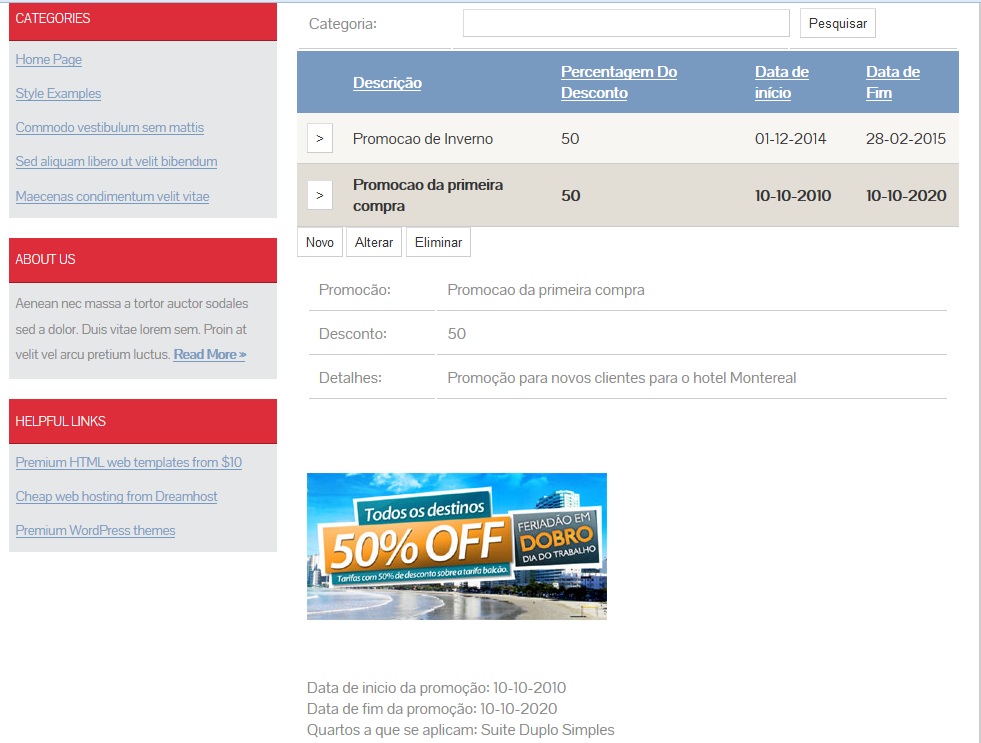 CATEGORIES
Home Page
Style Examples
Commodo vestibulum sem mattis
Sed aliquam libero ut velit bibendum
Maecenas condimentum velit vitae
ABOUT US
Aenean nec massa a tortor auctor sodales
sed a dolor. Duis vitae lorem sem. Proin at
velit vel arcu pretium luctus. Read More »
HELPFUL LINKS
Premium HTML web templates from $10
Cheap web hosting from Dreamhost
Premium WordPress themes
Categoria: Pesquisar
Descrição Percentagem Do Desconto Data de início Data de Fim
> Promocao de Inverno 50 01-12-2014 28-02-2015
> Promocao da primeira compra 50 10-10-2010 10-10-2020
Novo Alterar Eliminar
Promocão: Promocao da primeira compra
Desconto: 50
Detalhes: Promoção para novos clientes para o hotel Montereal
Todos os destinos
50% OFF
Tarifas com 50% de desconto sobre a tarifa balcão.
FERIADÃO EM
DOBRO
DIA DO TRABALHO
Data de inicio da promoção: 10-10-2010
Data de fim da promoção: 10-10-2020
Quartos a que se aplicam: Suite Duplo Simples